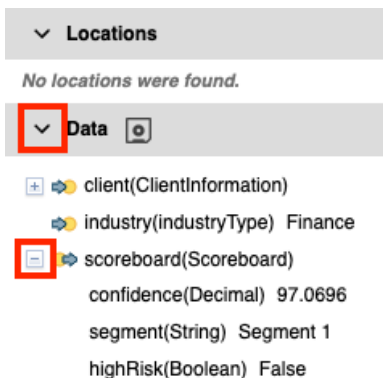 Locations
No locations were found.
Data
client(ClientInformation)
industry(industryType) Finance
scoreboard(Scoreboard)
confidence(Decimal) 97.0696
segment(String) Segment 1
highRisk(Boolean) False